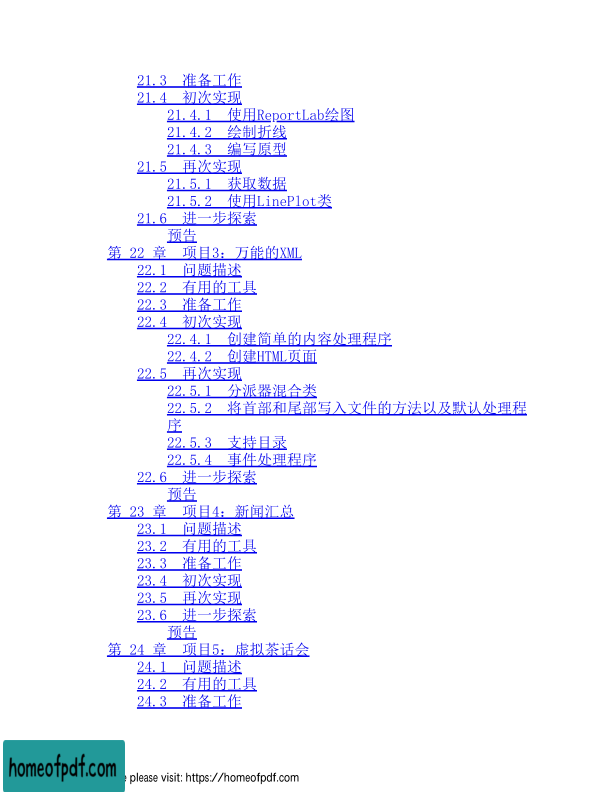 21.3 准备工作
21.4 初次实现
21.4.1 使用ReportLab绘图
21.4.2 绘制折线
21.4.3 编写原型
21.5 再次实现
21.5.1 获取数据
21.5.2 使用LinePlot类
21.6 进一步探索
预告
第 22 章 项目3：万能的XML
22.1 问题描述
22.2 有用的工具
22.3 准备工作
22.4 初次实现
22.4.1 创建简单的内容处理程序
22.4.2 创建HTML页面
22.5 再次实现
22.5.1 分派器混合类
22.5.2 将首部和尾部写入文件的方法以及默认处理程
序
22.5.3 支持目录
22.5.4 事件处理程序
22.6 进一步探索
预告
第 23 章 项目4：新闻汇总
23.1 问题描述
23.2 有用的工具
23.3 准备工作
23.4 初次实现
23.5 再次实现
23.6 进一步探索
预告
第 24 章 项目5：虚拟茶话会
24.1 问题描述
24.2 有用的工具
24.3 准备工作
homeofpdf.com
e please visit: https://homeofpdf.com